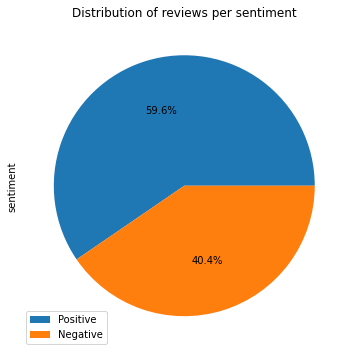 Distribution of reviews per sentiment
59.6%
sentiment
40.4%
Positive
Negative